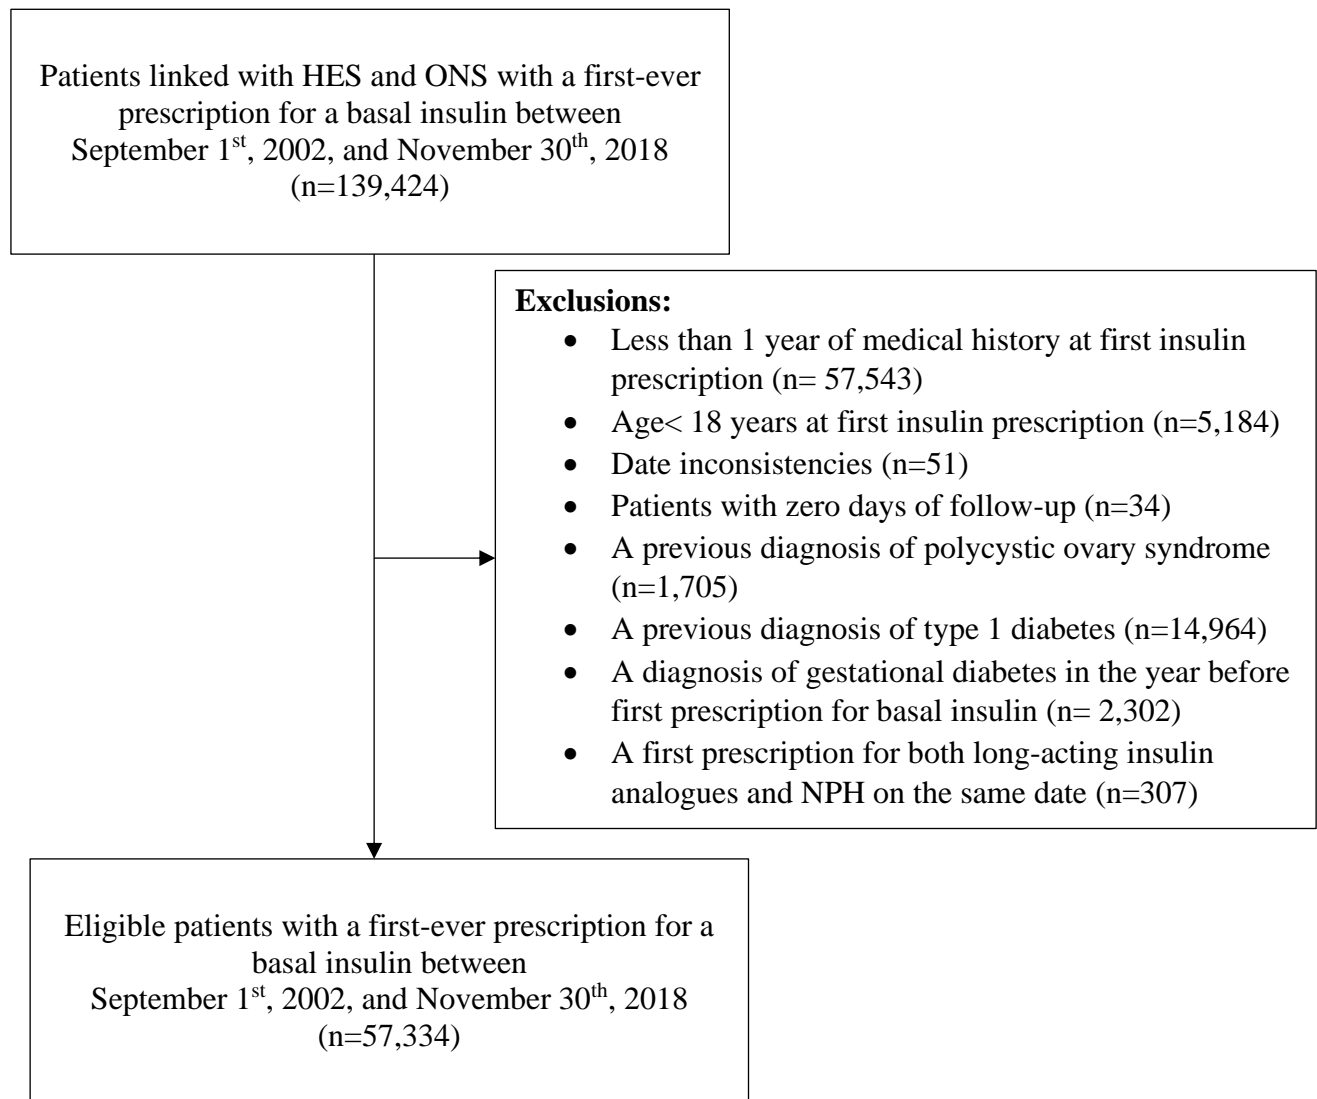 Patients linked with HES and ONS with a first-ever
prescription for a basal insulin between
September 1st, 2002, and November 30th, 2018
(n=139,424)
Exclusions:
• Less than 1 year of medical history at first insulin
prescription (n= 57,543)
• Age< 18 years at first insulin prescription (n=5,184)
• Date inconsistencies (n=51)
• Patients with zero days of follow-up (n=34)
• A previous diagnosis of polycystic ovary syndrome
(n=1,705)
• A previous diagnosis of type 1 diabetes (n=14,964)
• A diagnosis of gestational diabetes in the year before
first prescription for basal insulin (n= 2,302)
• A first prescription for both long-acting insulin
analogues and NPH on the same date (n=307)
Eligible patients with a first-ever prescription for a
basal insulin between
September 1st, 2002, and November 30th, 2018
(n=57,334)